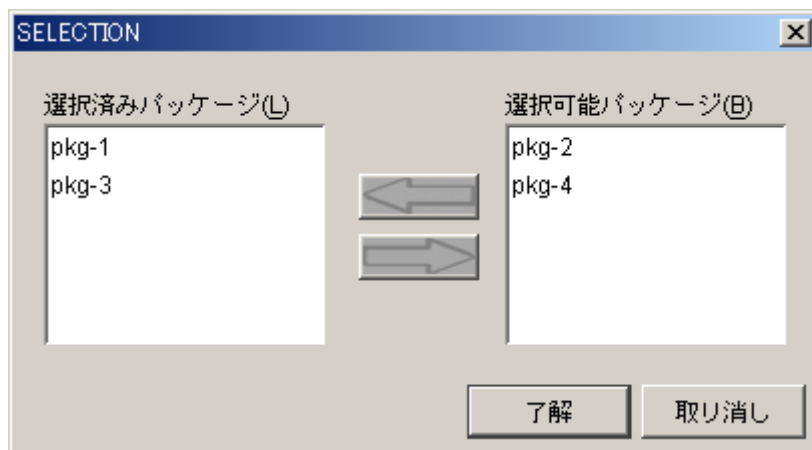 SELECTION
選択済みパッケージ(L)
pkg-1
pkg-3
選択可能パッケージ(B)
pkg-2
pkg-4
了解
取り消し